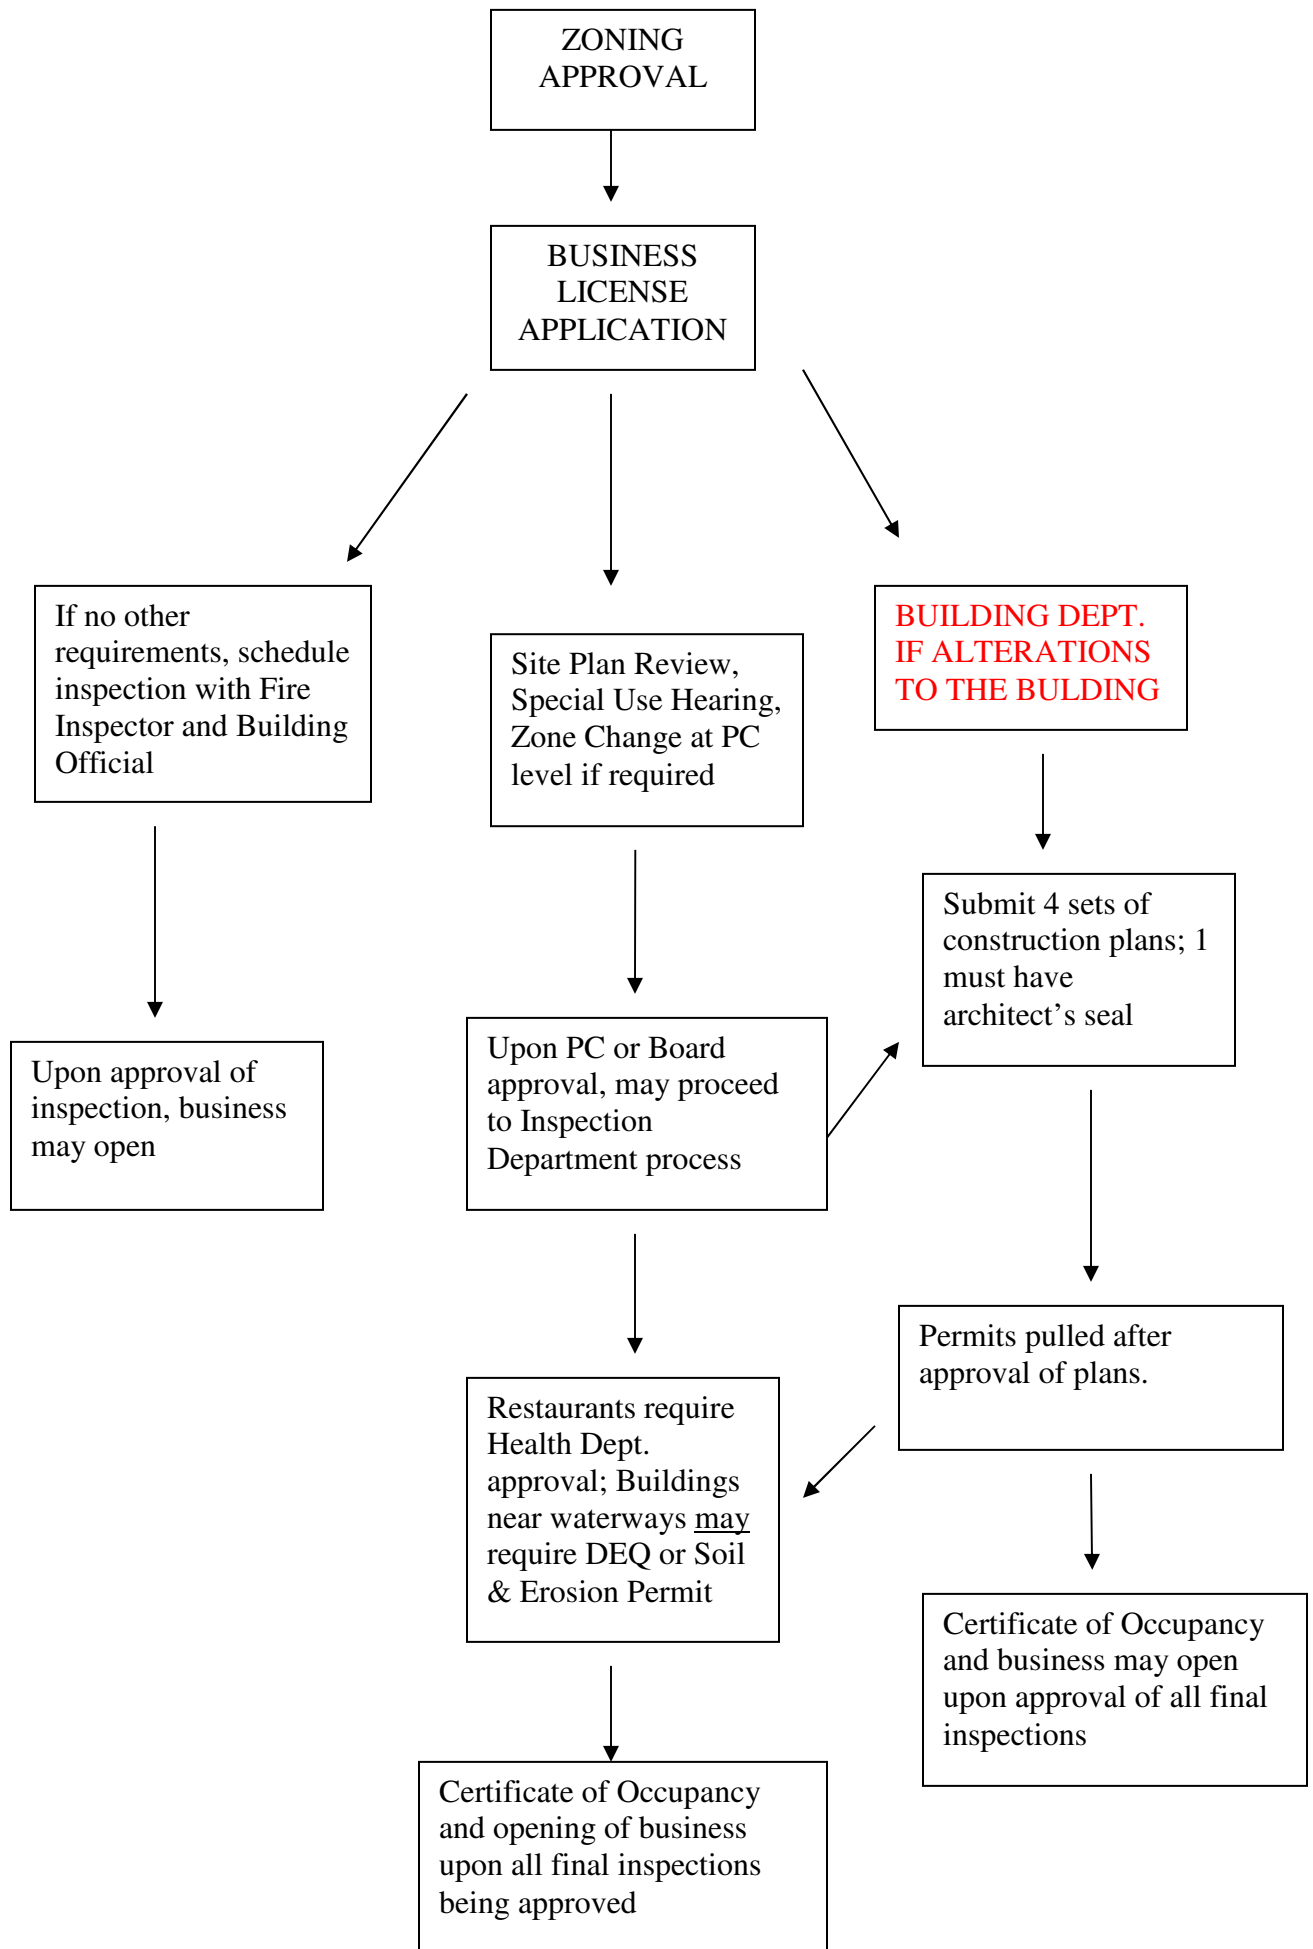 ZONING
APPROVAL
BUSINESS
LICENSE
APPLICATION
If no other
requirements, schedule
inspection with Fire
Inspector and Building
Official
Site Plan Review,
Special Use Hearing,
Zone Change at PC
level if required
BUILDING DEPT.
IF ALTERATIONS
TO THE BULDING
Submit 4 sets of
construction plans; 1
must have
architect’s seal
Upon approval of
inspection, business
may open
Upon PC or Board
approval, may proceed
to Inspection
Department process
Permits pulled after
approval of plans.
Restaurants require
Health Dept.
approval; Buildings
near waterways may
require DEQ or Soil
& Erosion Permit
Certificate of Occupancy
and business may open
upon approval of all final
inspections
Certificate of Occupancy
and opening of business
upon all final inspections
being approved